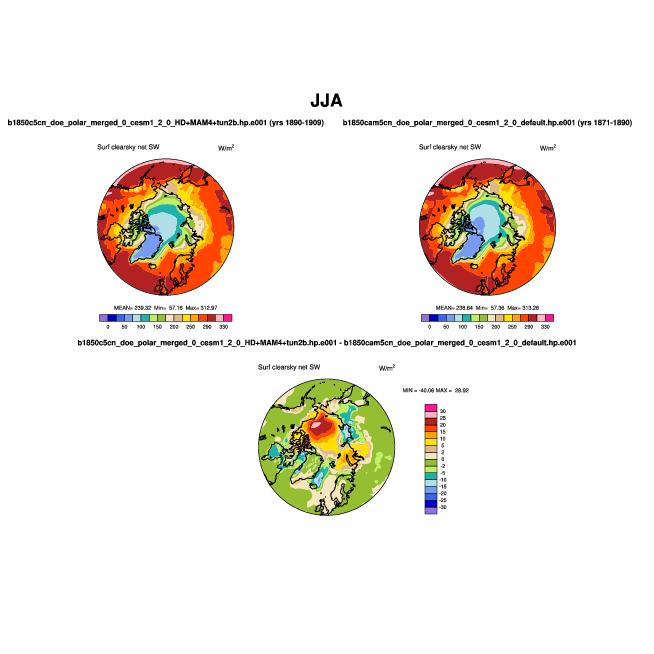 JJA
b1850c5cn_doe_polar_merged_0_cesm1_2_0_HD+MAM4+tun2b.hp.e001 (yrs 1890-1909)
b1850cam5cn_doe_polar_merged_0_cesm1_2_0_default.hp.e001 (yrs 1871-1890)
Surf clearsky net SW W/m²
Surf clearsky net SW W/m²
MEAN= 239.32 Min= 57.16 Max= 312.97
MEAN= 238.64 Min= 57.36 Max= 313.26
0 50 100 150 200 250 290 330
0 50 100 150 200 250 290 330
b1850c5cn_doe_polar_merged_0_cesm1_2_0_HD+MAM4+tun2b.hp.e001 - b1850cam5cn_doe_polar_merged_0_cesm1_2_0_default.hp.e001
Surf clearsky net SW W/m²
MIN = -40.06 MAX = 28.92
30
25
20
15
10
5
2
0
-2
-5
-10
-15
-20
-25
-30